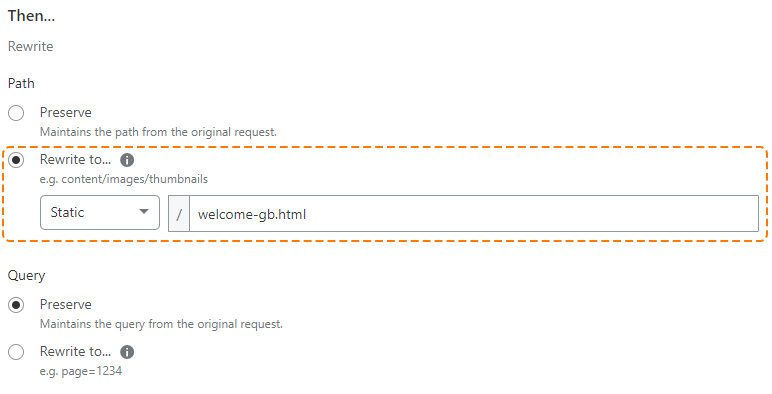 Then...
Rewrite
Path
Preserve
Maintains the path from the original request.
Rewrite to... i
e.g. content/images/thumbnails
Static / welcome-gb.html
Query
Preserve
Maintains the query from the original request.
Rewrite to... i
e.g. page=1234